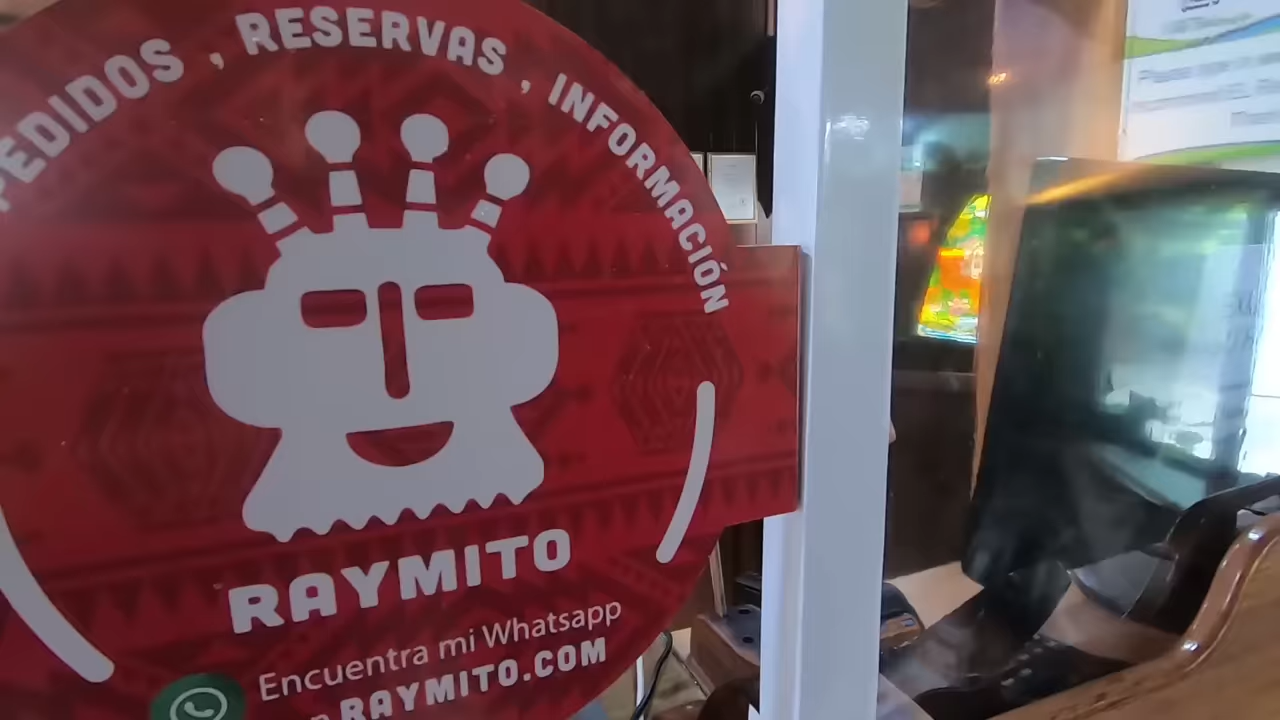 PEDIDOS , RESERVAS , INFORMACIÓN
RAYMITO
Encuentra mi Whatsapp
RAYMITO.COM